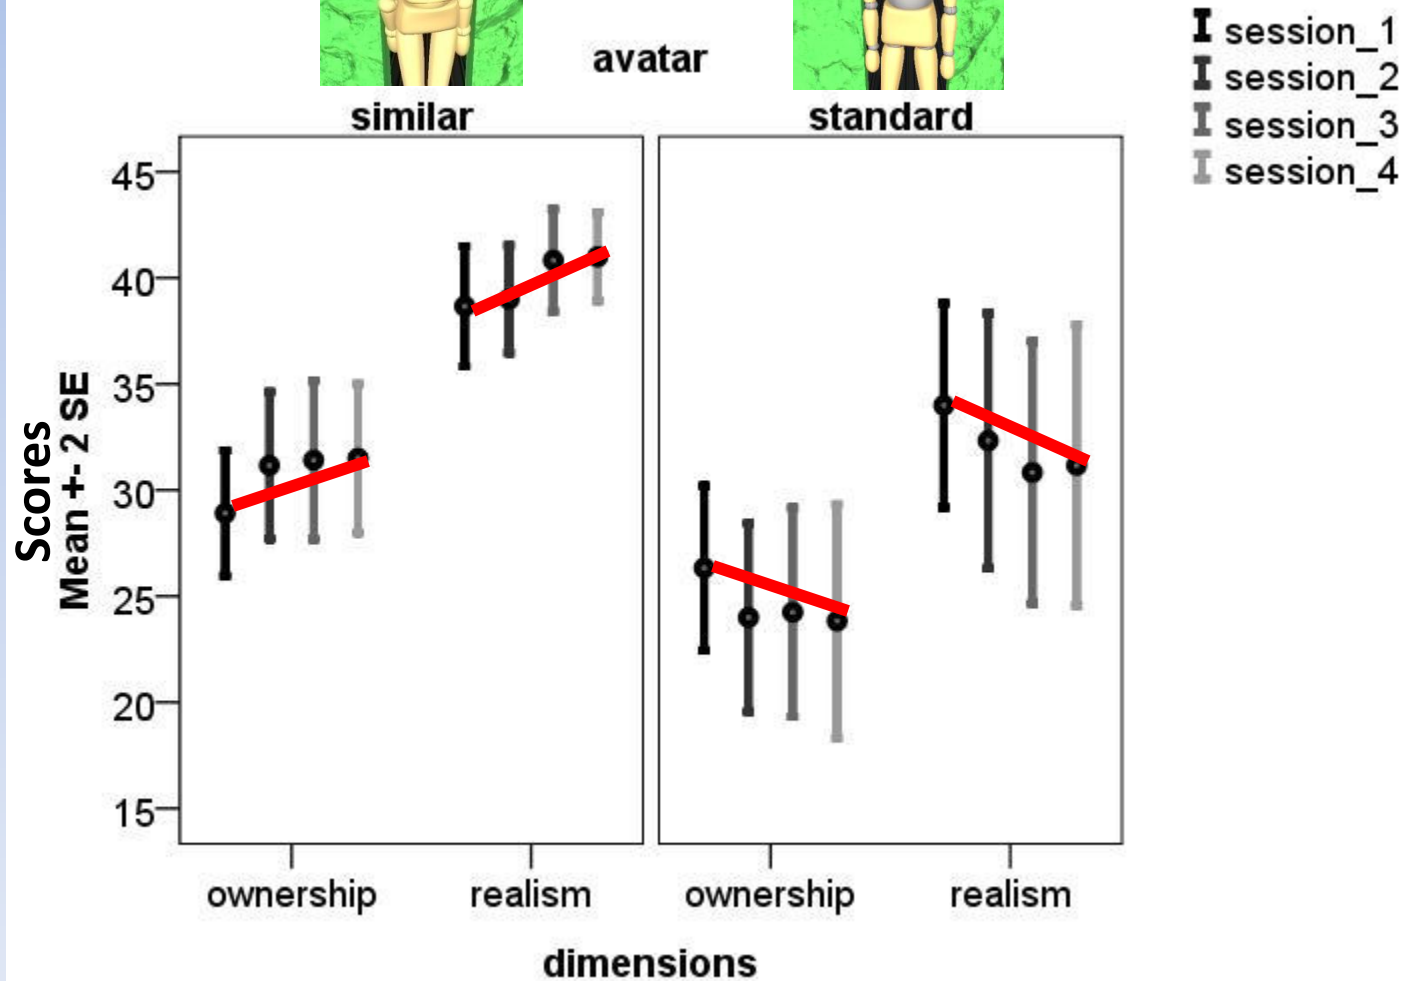 avatar
similar
standard
session_1
session_2
session_3
session_4
Scores
Mean +- 2 SE
45
40
35
30
25
20
15
ownership
realism
ownership
realism
dimensions